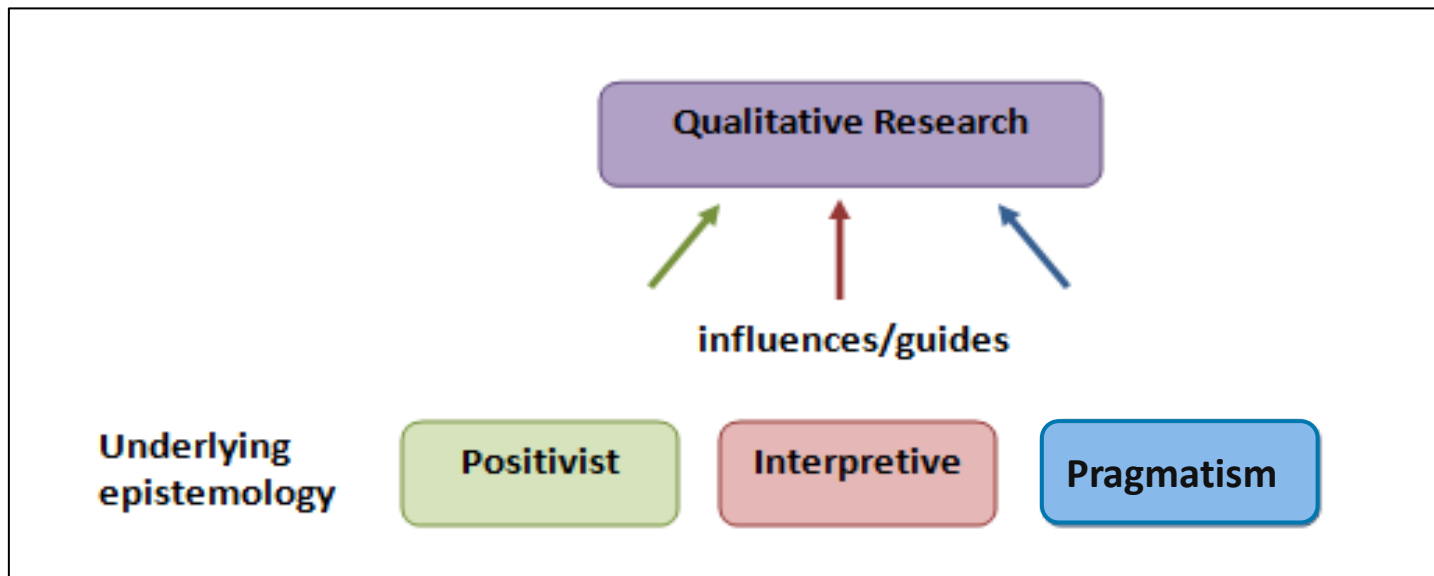 Qualitative Research
influences/guides
Underlying
epistemology
Positivist
Interpretive
Pragmatism